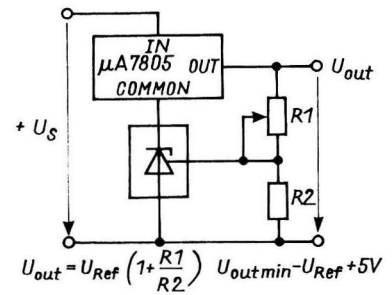 IN
μA7805 OUT
COMMON
U_out
+ U_S
R1
R2
U_out = U_Ref (1 + R1/R2) U_out min – U_Ref + 5V